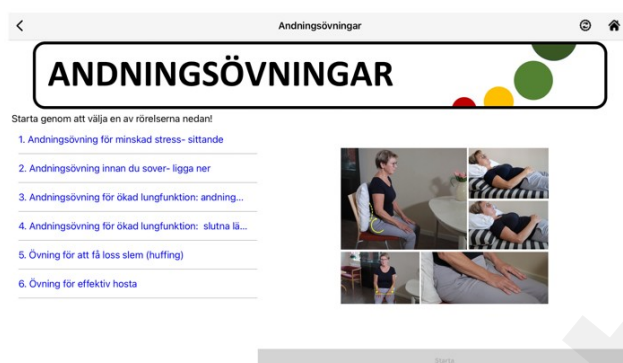 Andningsövningar
ANDNINGSÖVNINGAR
Starta genom att välja en av rörelserna nedan!
1. Andningsövning för minskad stress- sittande
2. Andningsövning innan du sover- ligga ner
3. Andningsövning för ökad lungfunktion: andning...
4. Andningsövning för ökad lungfunktion: slutna lä...
5. Övning för att få loss slem (huffing)
6. Övning för effektiv hosta
Starta